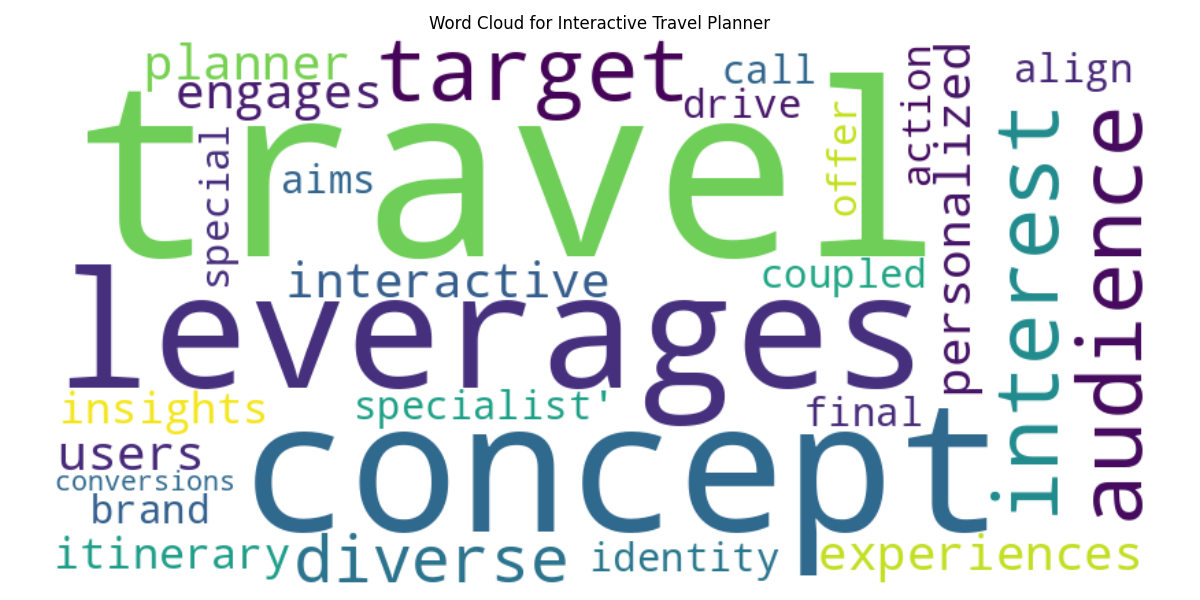 Word Cloud for Interactive Travel Planner
planner
target
call
action
personalized
align
engages
drive
travel
offer
special
aims
interest
audience
interactive
coupled
leverages
insights
specialist'
final
users
concept
conversions
brand
itinerary
diverse
identity
experiences